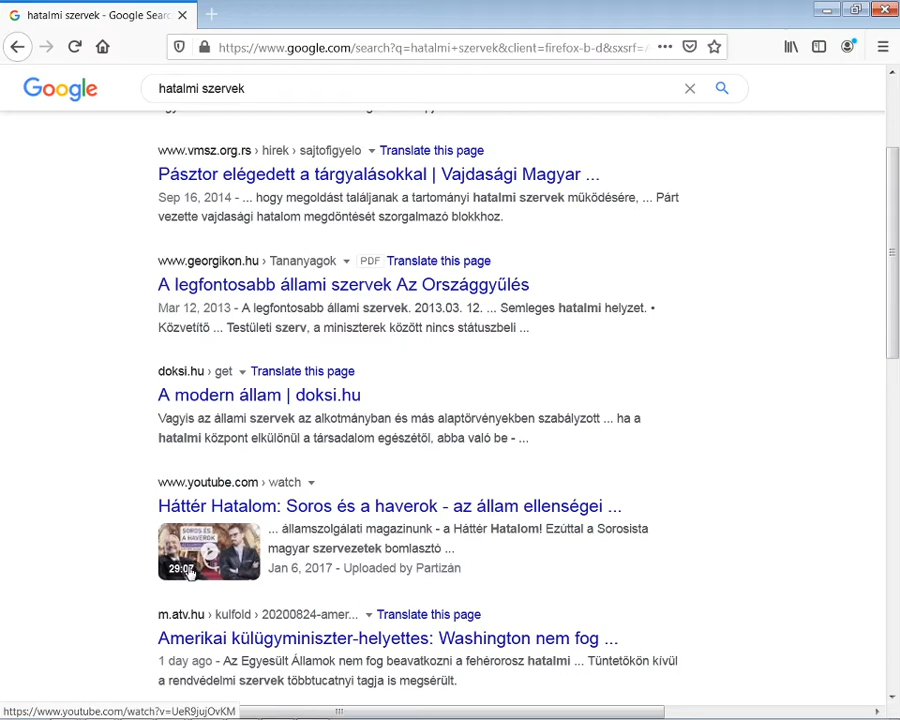 hatalmi szervek - Google Sear
https://www.google.com/search?q=hatalmi+szervek&client=firefox-b-d&sxsrf=
Google
hatalmi szervek
www.vmsz.org.rs › hirek › sajtofigyelo Translate this page
Pásztor elégedett a tárgyalásokkal | Vajdasági Magyar ...
Sep 16, 2014 - ... hogy megoldást találjanak a tartományi hatalmi szervek működésére, ... Párt
vezette vajdasági hatalom megdöntését szorgalmazó blokkhoz.
www.georgikon.hu › Tananyagok PDF Translate this page
A legfontosabb állami szervek Az Országgyűlés
Mar 12, 2013 - A legfontosabb állami szervek. 2013.03. 12. ... Semleges hatalmi helyzet. •
Közvetítő ... Testületi szerv, a miniszterek között nincs státuszbeli ...
doksi.hu › get Translate this page
A modern állam | doksi.hu
Vagyis az állami szervek az alkotmányban és más alaptörvényekben szabályzott ... ha a
hatalmi központ elkülönül a társadalom egészétől, abba való be - ...
www.youtube.com › watch
Háttér Hatalom: Soros és a haverok - az állam ellenségei ...
SOROS ÉS
A HAVEROK
29:07
... államszolgálati magazinunk - a Háttér Hatalom! Ezúttal a Sorosista
magyar szervezetek bomlasztó ...
Jan 6, 2017 - Uploaded by Partizán
m.atv.hu › kulfold › 20200824-amer... Translate this page
Amerikai külügyminiszter-helyettes: Washington nem fog ...
1 day ago - Az Egyesült Államok nem fog beavatkozni a fehérorosz hatalmi ... Tüntetőkön kívül
a rendvédelmi szervek többtucatnyi tagja is megsérült.
https://www.youtube.com/watch?v=UeR9jujOvKM